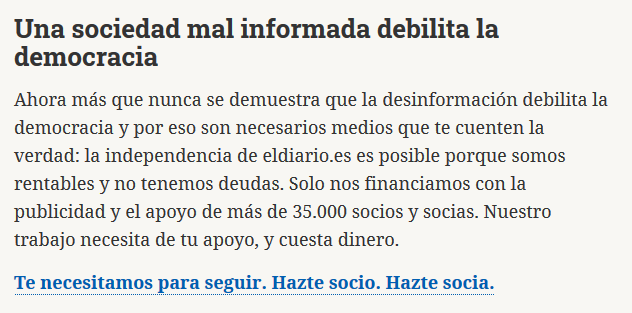 Una sociedad mal informada debilita la
democracia
Ahora más que nunca se demuestra que la desinformación debilita la
democracia y por eso son necesarios medios que te cuenten la
verdad: la independencia de eldiario.es es posible porque somos
rentables y no tenemos deudas. Solo nos financiamos con la
publicidad y el apoyo de más de 35.000 socios y socias. Nuestro
trabajo necesita de tu apoyo, y cuesta dinero.
Te necesitamos para seguir. Hazte socio. Hazte socia.